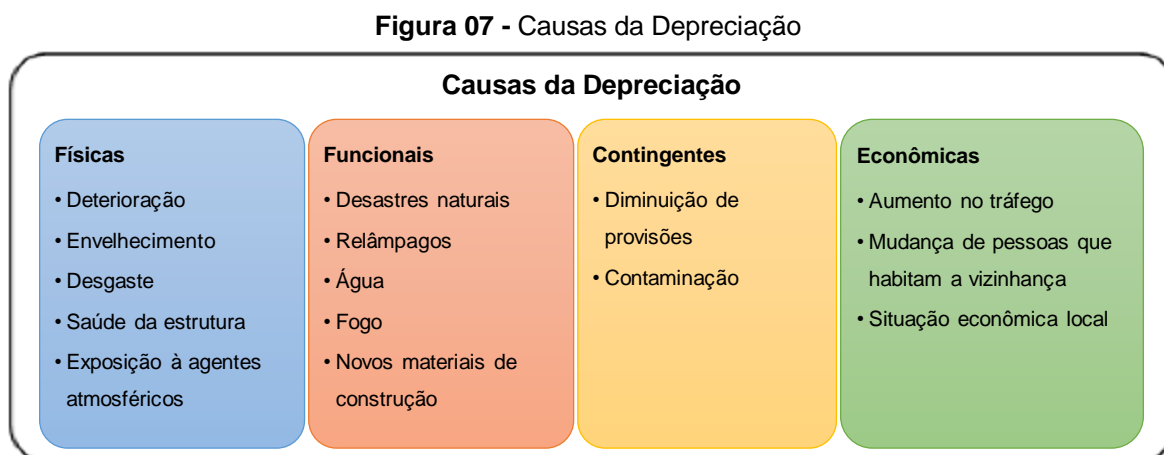 Figura 07 - Causas da Depreciação
Causas da Depreciação
Físicas
• Deterioração
• Envelhecimento
• Desgaste
• Saúde da estrutura
• Exposição à agentes
atmosféricos
Funcionais
• Desastres naturais
• Relâmpagos
• Água
• Fogo
• Novos materiais de
construção
Contingentes
• Diminuição de
provisões
• Contaminação
Econômicas
• Aumento no tráfego
• Mudança de pessoas que
habitam a vizinhança
• Situação econômica local